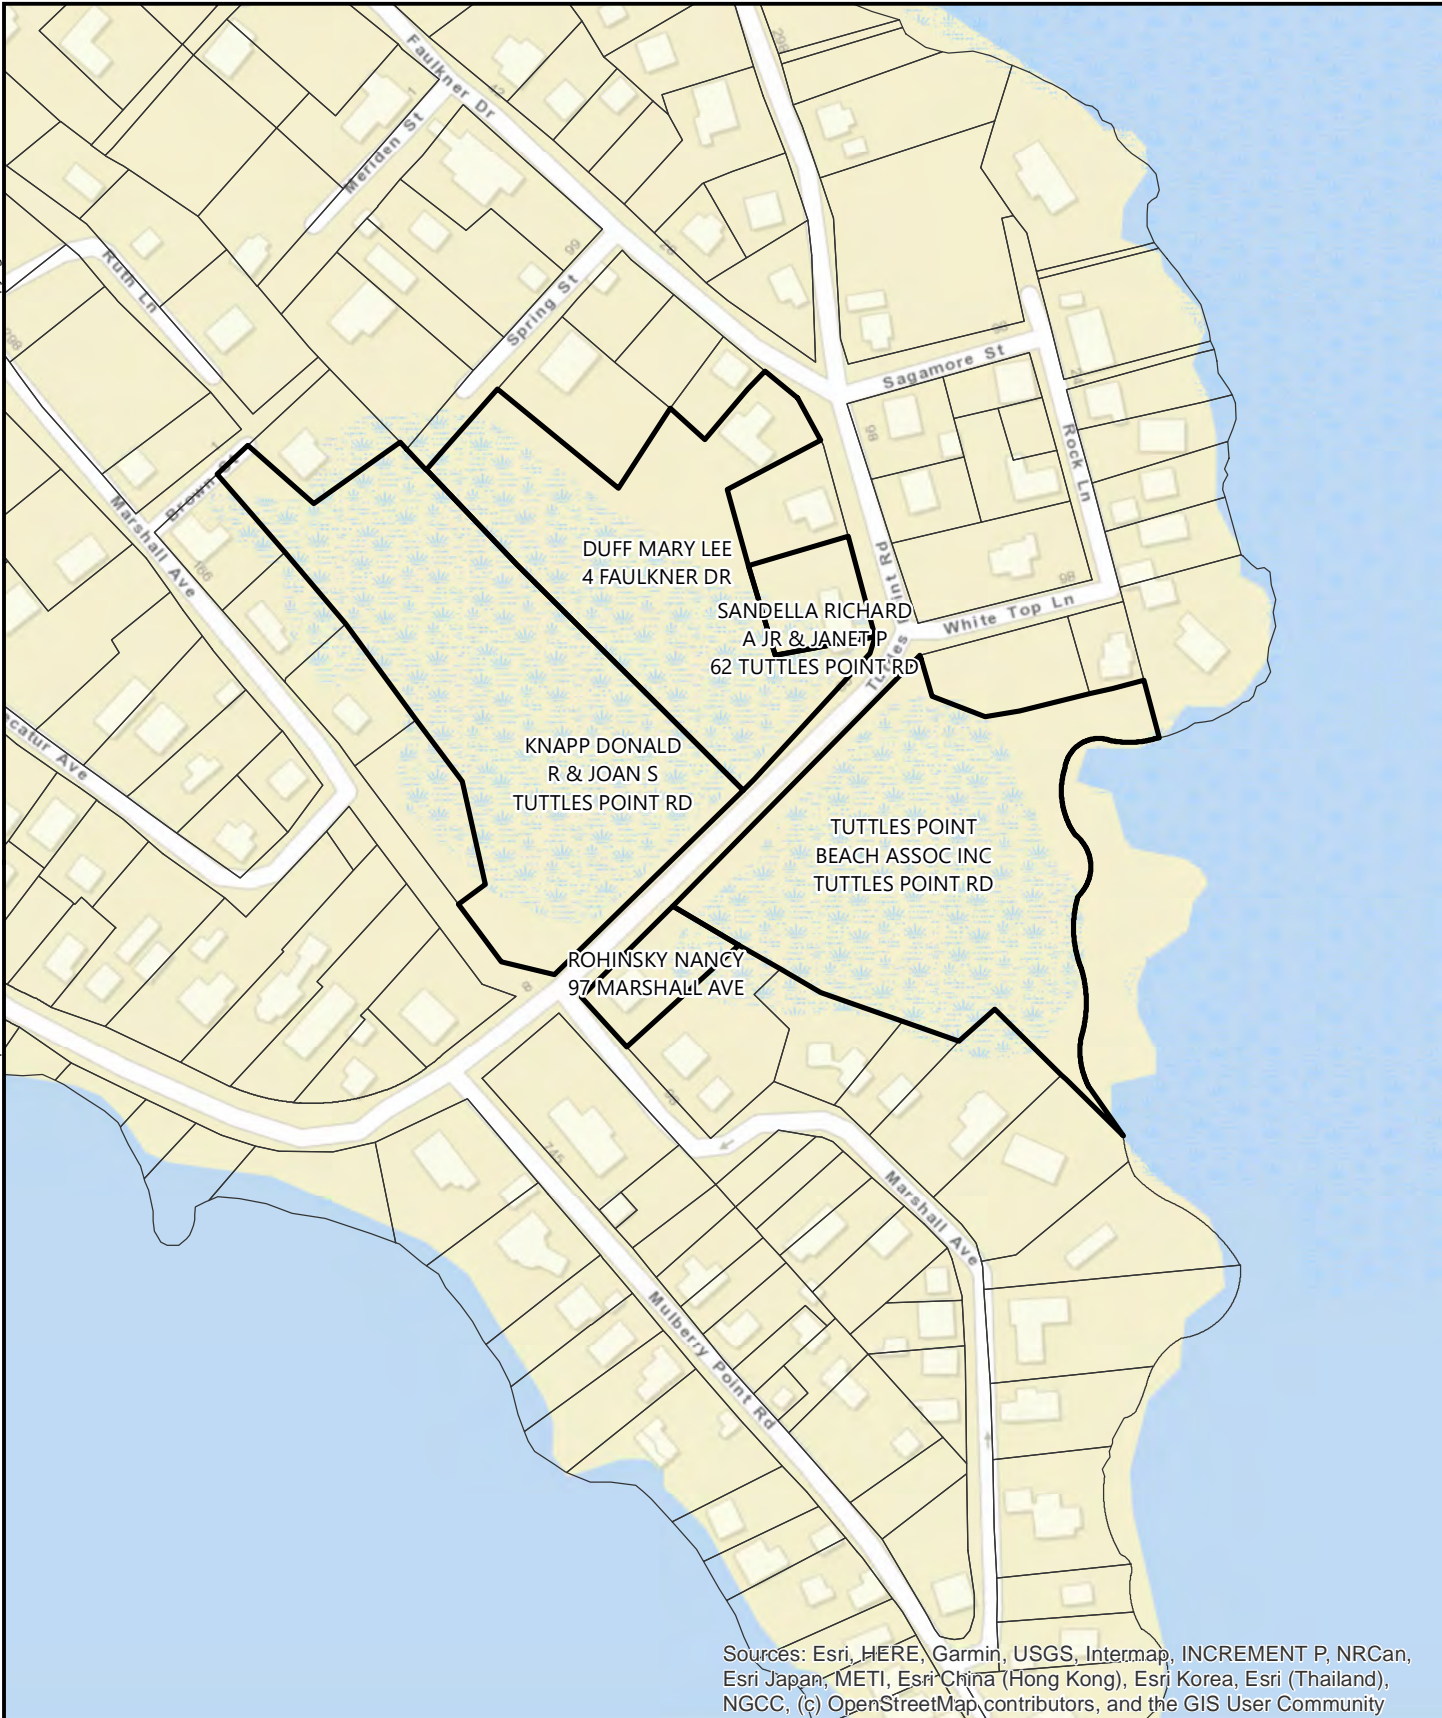 Faulkner Dr
Meriden St
Ruth Ln
Spring St
Sagamore St
Rock Ln
Brown
Marshall Ave
DUFF MARY LEE
4 FAULKNER DR
SANDELLA RICHARD
A JR & JANET P
62 TUTTLES POINT RD
White Top Ln
KNAPP DONALD
R & JOAN S
TUTTLES POINT RD
TUTTLES POINT
BEACH ASSOC INC
TUTTLES POINT RD
ROHINSKY NANCY
97 MARSHALL AVE
Marshall Ave
Mulberry Point Rd
Sources: Esri, HERE, Garmin, USGS, Intermap, INCREMENT P, NRCan,
Esri Japan, METI, Esri China (Hong Kong), Esri Korea, Esri (Thailand),
NGCC, (c) OpenStreetMap contributors, and the GIS User Community